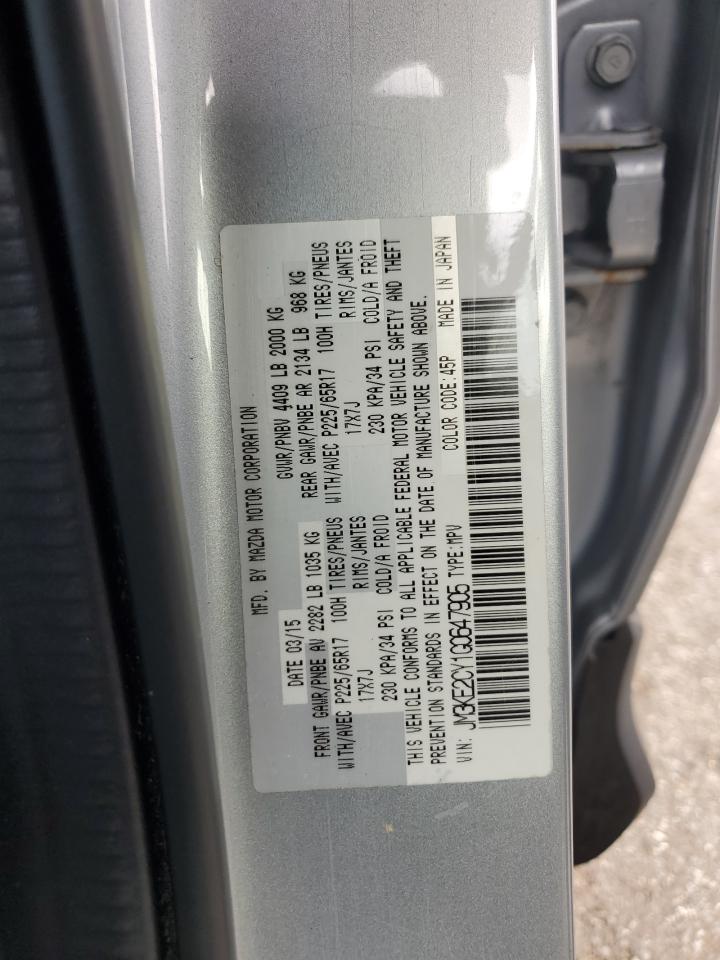 MFD. BY MAZDA MOTOR CORPORATION
DATE 03/15 GVWR/PNBV 4409 LB 2000 KG
FRONT GAWR/PNBE AV 2282 LB 1035 KG REAR GAWR/PNBE AR 2134 LB 968 KG
WITH/AVEC P225/65R17 100H TIRES/PNEUS WITH/AVEC P225/65R17 100H TIRES/PNEUS
17X7J RIMS/JANTES 17X7J RIMS/JANTES
230 KPA/34 PSI COLD/A FROID 230 KPA/34 PSI COLD/A FROID
THIS VEHICLE CONFORMS TO ALL APPLICABLE FEDERAL MOTOR VEHICLE SAFETY AND THEFT
PREVENTION STANDARDS IN EFFECT ON THE DATE OF MANUFACTURE SHOWN ABOVE.
COLOR CODE:45P MADE IN JAPAN
VIN: JM3KE2CY1G0647905 TYPE:MPV